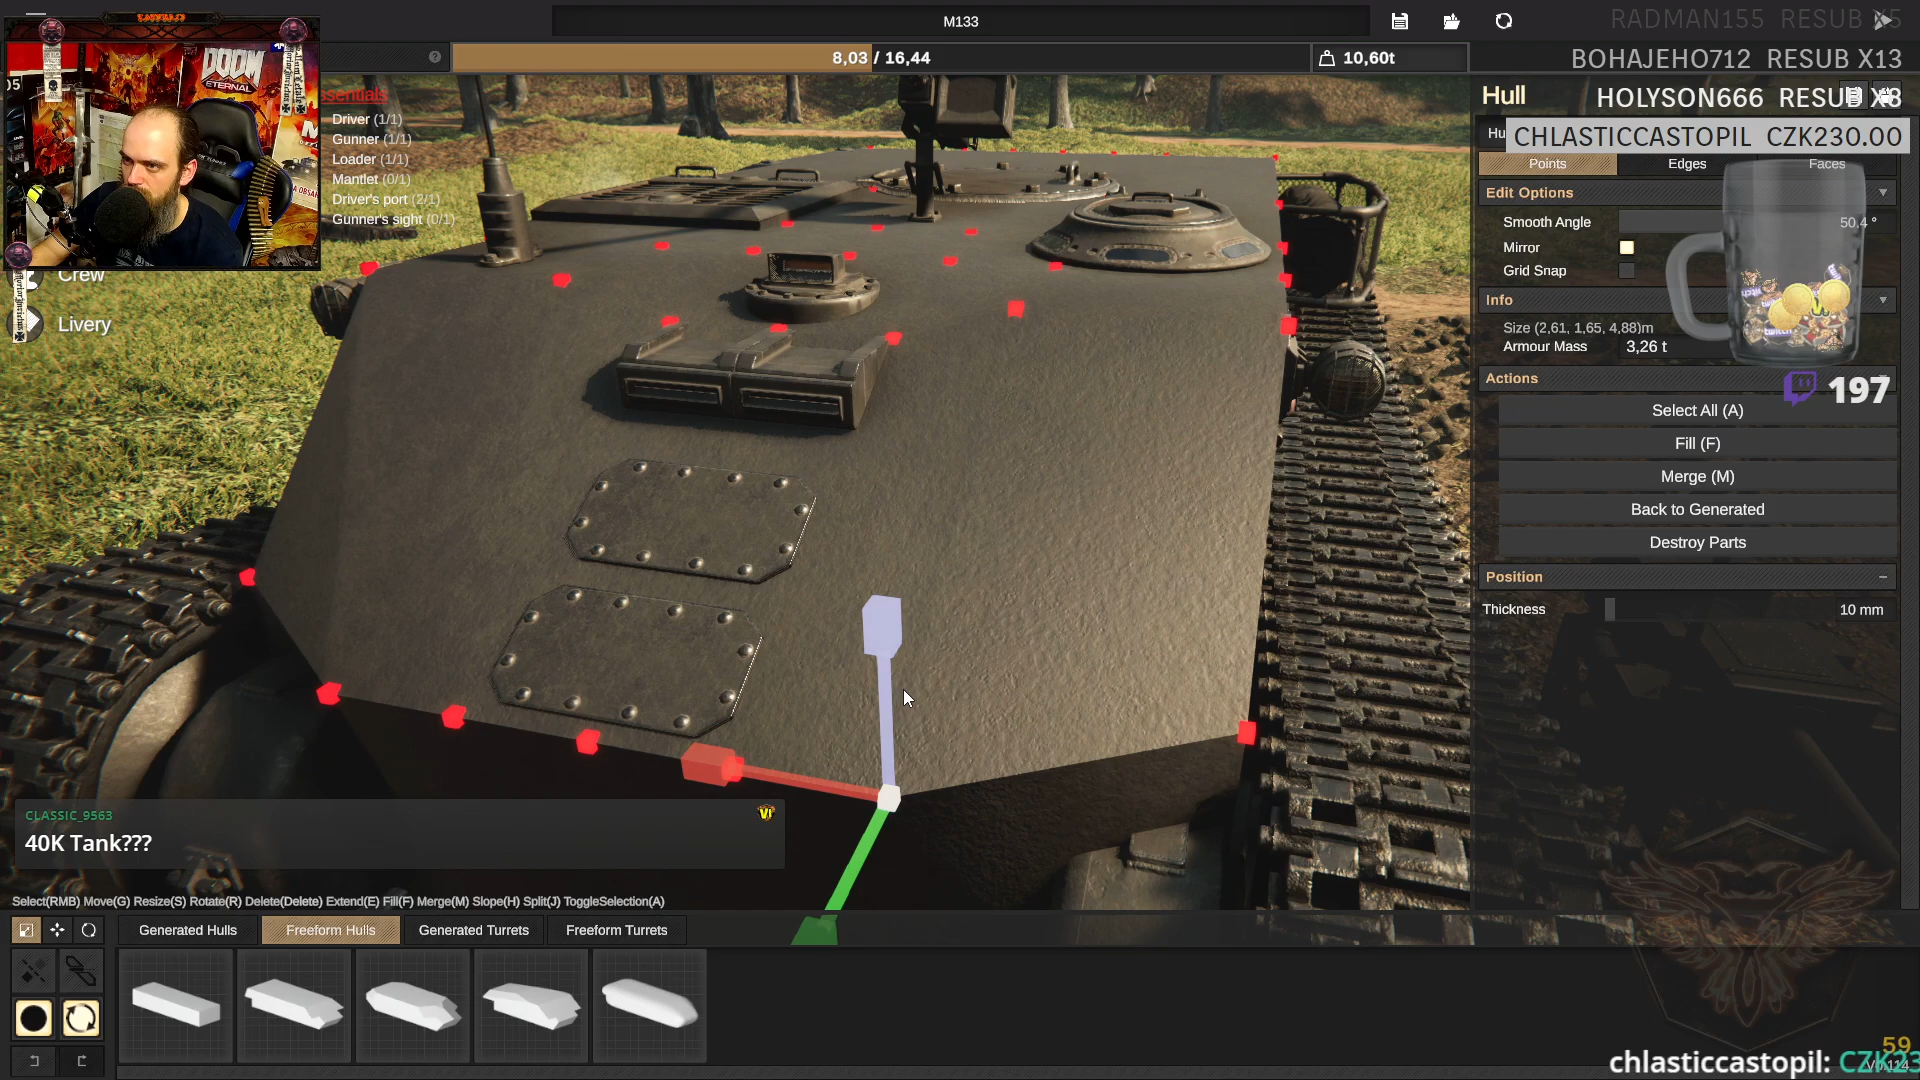 M133
RADMAN155 RESUB X5
8,03 / 16,44
10,60t
BOHAJEHO712 RESUB X13
DOOM
ETERNAL
Hull
HOLYSON666 RESUB X8
CHLASTICCASTOPIL CZK230.00
Driver (1/1)
Gunner (1/1)
Loader (1/1)
Mantlet (0/1)
Driver's port (2/1)
Gunner's sight (0/1)
Crew
Livery
Points
Edges
Faces
Edit Options
Smooth Angle
50,4 °
Mirror
Grid Snap
Info
Size (2,61, 1,65, 4,88)m
Armour Mass
3,26 t
Actions
197
Select All (A)
Fill (F)
Merge (M)
Back to Generated
Destroy Parts
Position
Thickness
10 mm
CLASSIC_9563
40K Tank???
Select(RMB) Move(G) Resize(S) Rotate(R) Delete(Delete) Extend(E) Fill(F) Merge(M) Slope(H) Split(J) ToggleSelection(A)
Generated Hulls
Freeform Hulls
Generated Turrets
Freeform Turrets
59
chlasticcastopil: CZK23